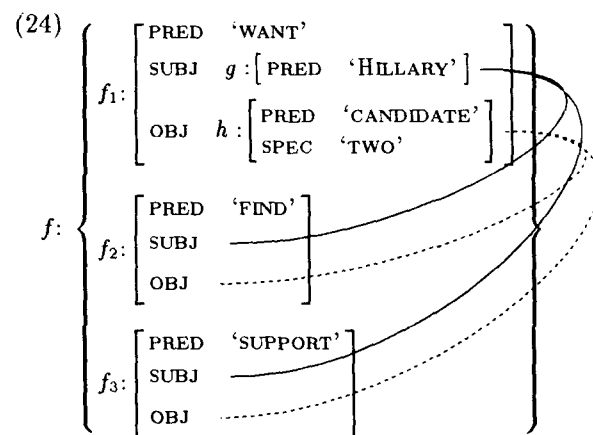 (24)
PRED ‘WANT’
SUBJ g:[PRED ‘HILLARY’]
f1:
OBJ h:[PRED ‘CANDIDATE’
SPEC ‘TWO’]
PRED ‘FIND’
f: f2: SUBJ
OBJ
PRED ‘SUPPORT’
f3: SUBJ
OBJ